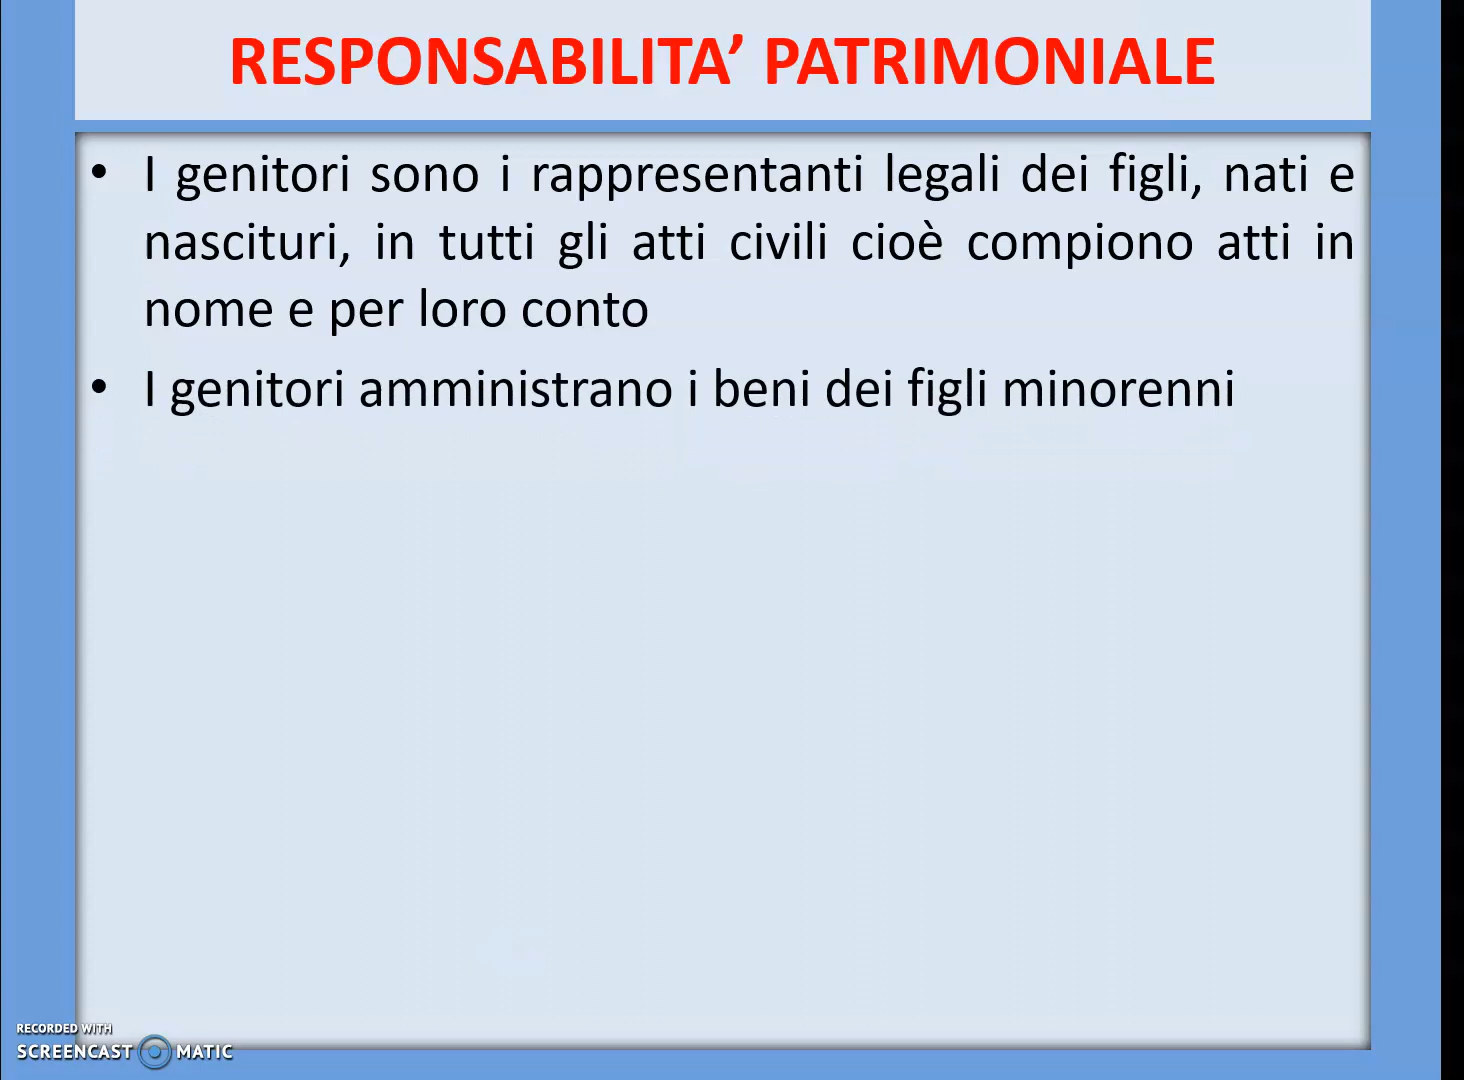 RESPONSABILITA’ PATRIMONIALE
• I genitori sono i rappresentanti legali dei figli, nati e
nascituri, in tutti gli atti civili cioè compiono atti in
nome e per loro conto
• I genitori amministrano i beni dei figli minorenni
RECORDED WITH
SCREENCAST MATIC